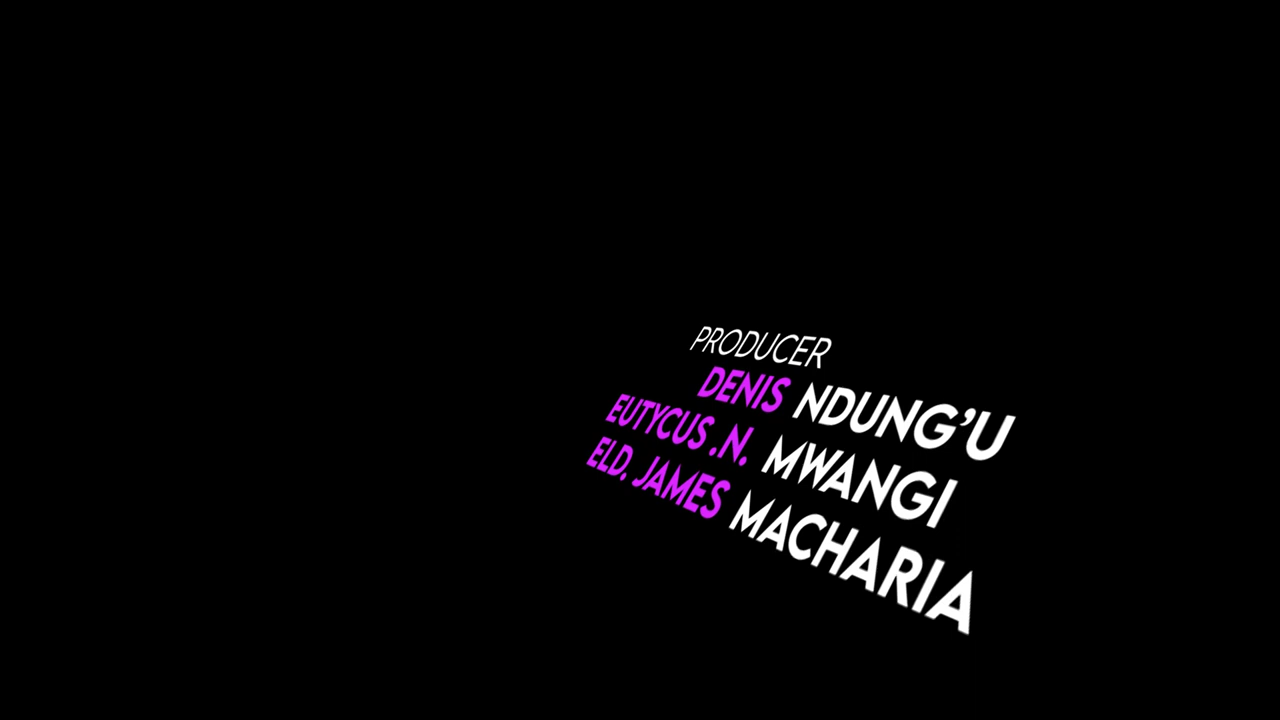 PRODUCER
DENIS NDUNG'U
EUTYCUS .N. MWANGI
ELD. JAMES MACHARIA